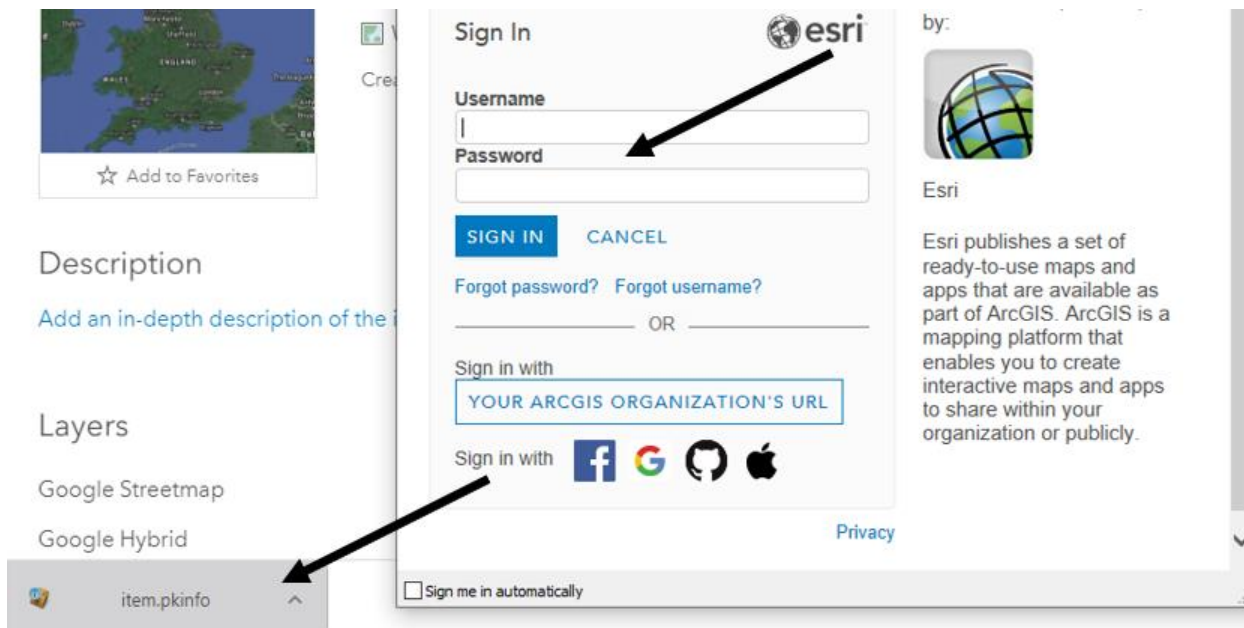 ENGLAND
WALES
LONDON
☆ Add to Favorites
Description
Add an in-depth description of the
Layers
Google Streetmap
Google Hybrid
item.pkinfo
Sign In
esri
Username
Password
SIGN IN CANCEL
Forgot password? Forgot username?
OR
Sign in with
YOUR ARCGIS ORGANIZATION'S URL
Sign in with
Privacy
Sign me in automatically
by:
Esri
Esri publishes a set of
ready-to-use maps and
apps that are available as
part of ArcGIS. ArcGIS is a
mapping platform that
enables you to create
interactive maps and apps
to share within your
organization or publicly.